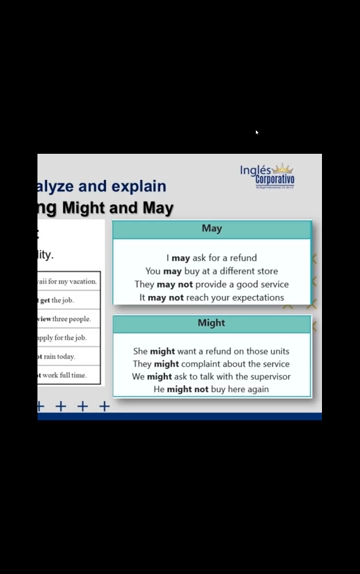 Inglés
Corporativo
alyze and explain
ng Might and May
:
lity.
vaii for my vacation.
t get the job.
view three people.
apply for the job.
ot rain today.
ot work full time.
May
I may ask for a refund
You may buy at a different store
They may not provide a good service
It may not reach your expectations
Might
She might want a refund on those units
They might complaint about the service
We might ask to talk with the supervisor
He might not buy here again